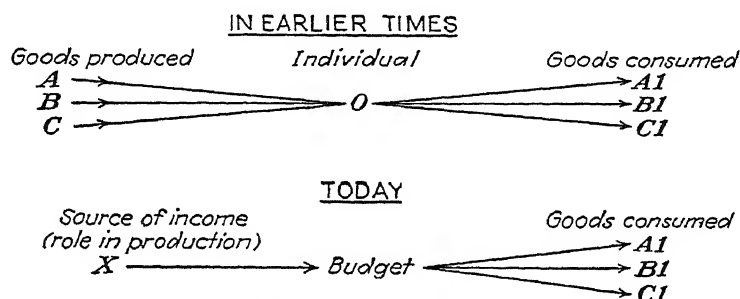 IN EARLIER TIMES
Goods produced Individual Goods consumed
A A1
B O B1
C C1
TODAY
Source of income Goods consumed
(role in production) A1
X Budget B1
C1